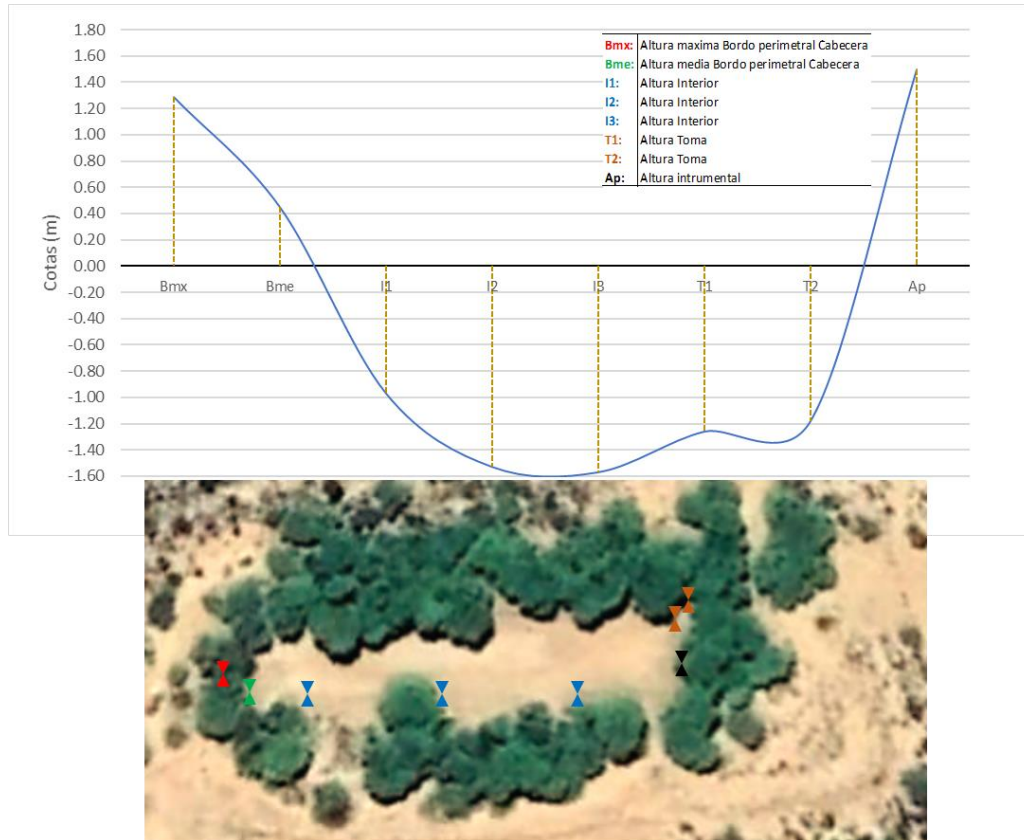 1.80
1.60
1.40
1.20
1.00
0.80
0.60
0.40
0.20
0.00
-0.20
-0.40
-0.60
-0.80
-1.00
-1.20
-1.40
-1.60
Cotas (m)
Bmx: Altura maxima Bordo perimetral Cabecera
Bme: Altura media Bordo perimetral Cabecera
I1: Altura Interior
I2: Altura Interior
I3: Altura Interior
T1: Altura Toma
T2: Altura Toma
Ap: Altura intrumental
Bmx Bme I1 I2 I3 T1 T2 Ap